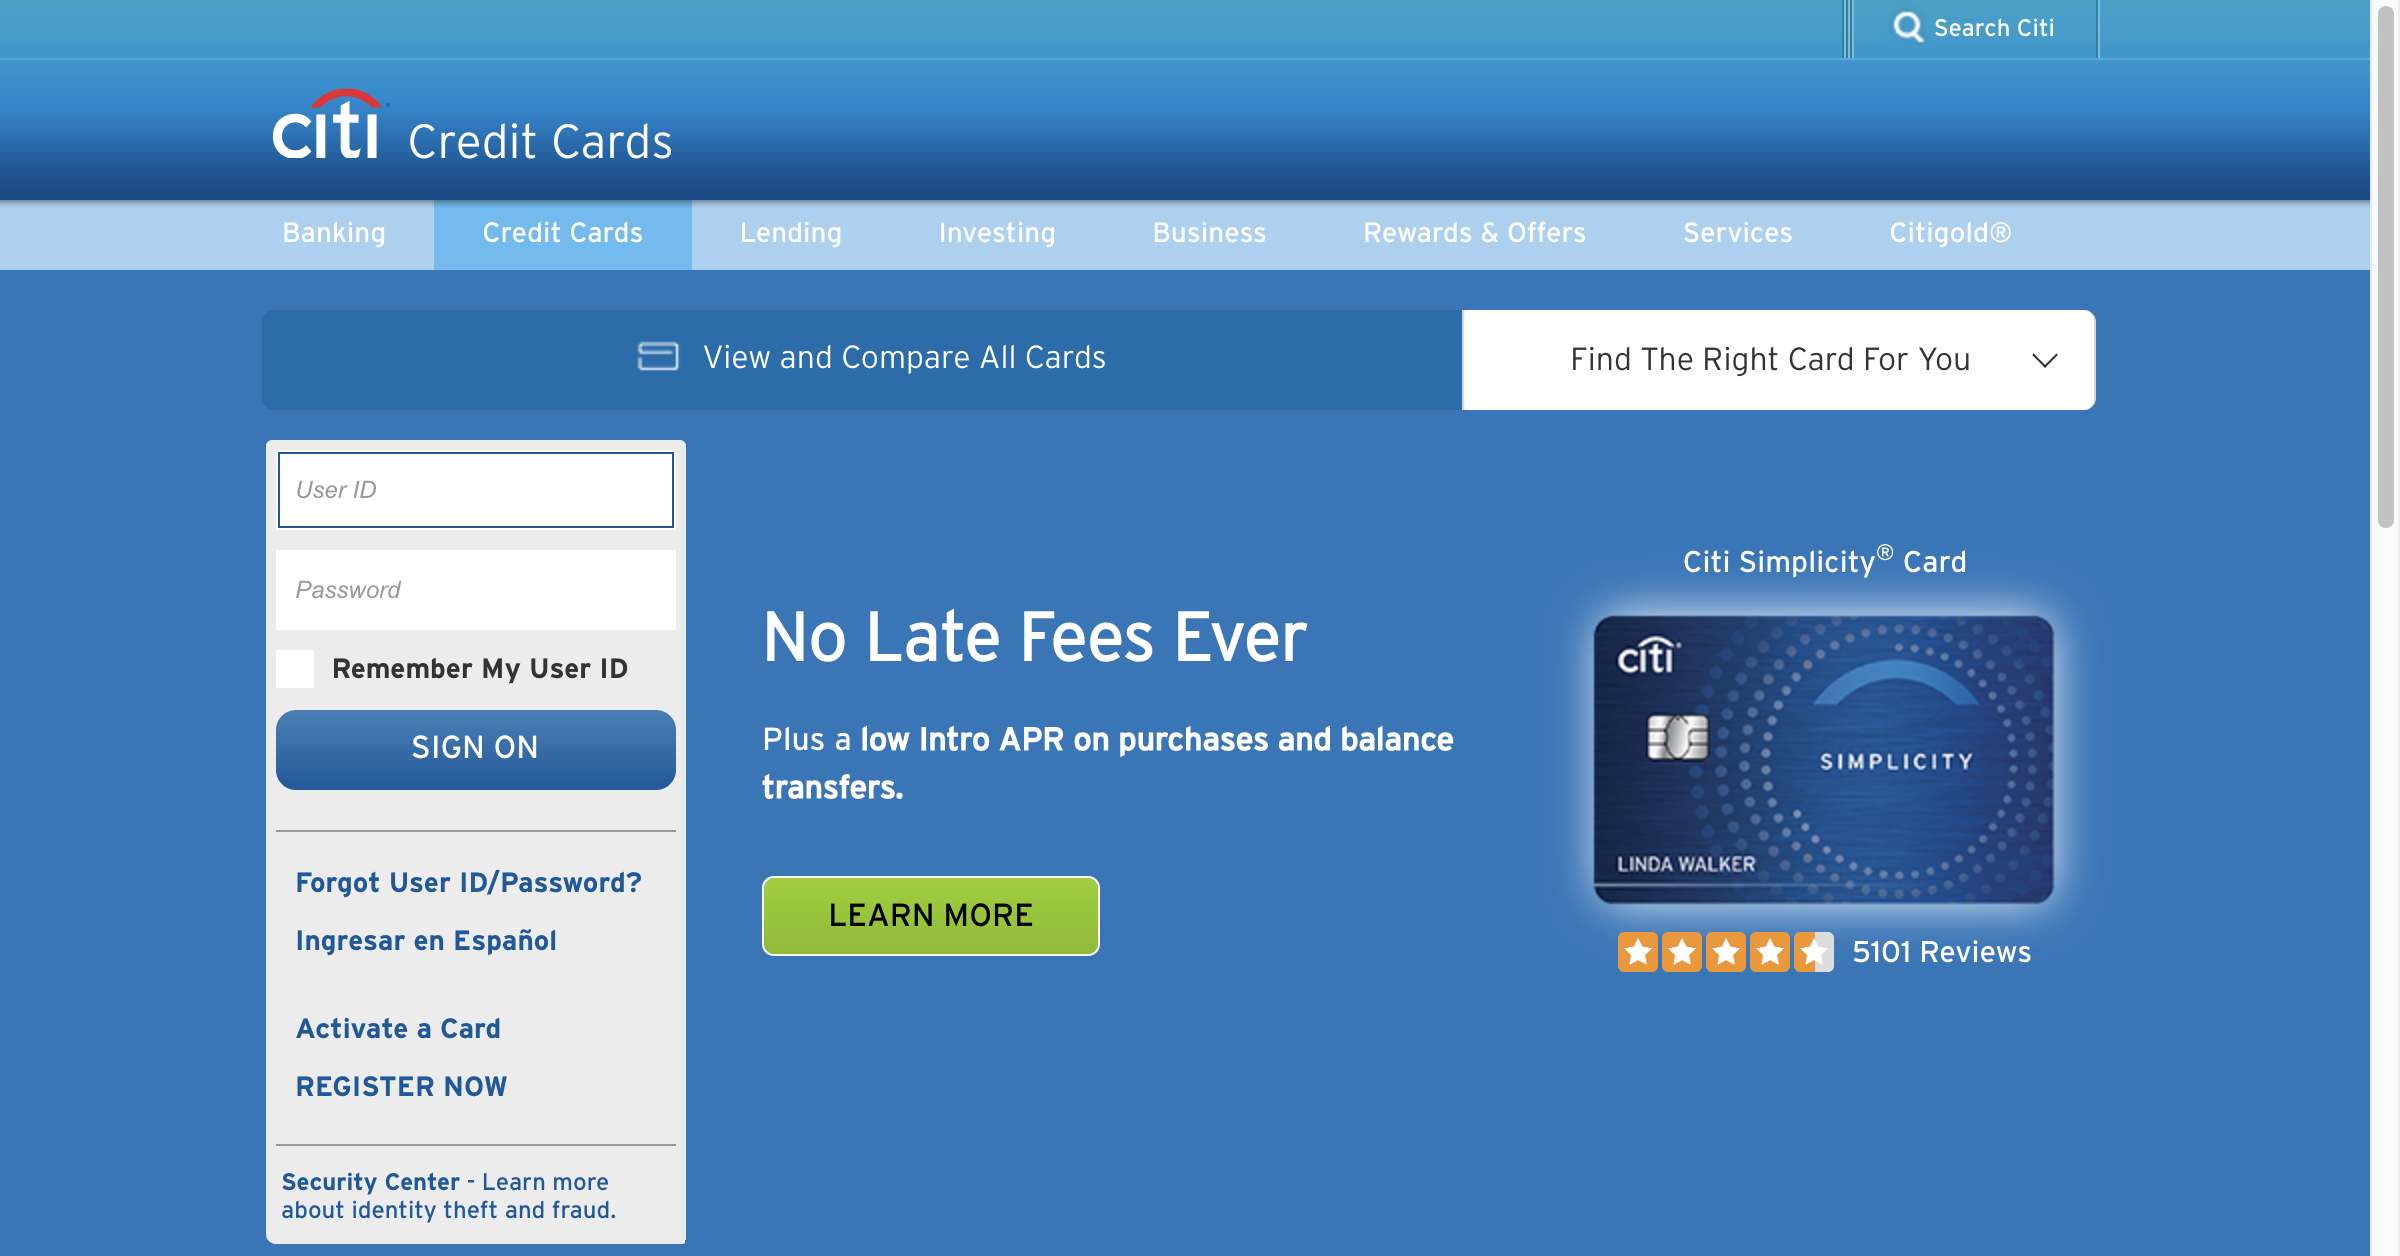 Search Citi
citi Credit Cards
Banking Credit Cards Lending Investing Business Rewards & Offers Services Citigold®
View and Compare All Cards
Find The Right Card For You
User ID
Password
Remember My User ID
SIGN ON
Forgot User ID/Password?
Ingresar en Español
Activate a Card
REGISTER NOW
Security Center - Learn more
about identity theft and fraud.
No Late Fees Ever
Plus a low Intro APR on purchases and balance
transfers.
LEARN MORE
Citi Simplicity® Card
citi
SIMPLICITY
LINDA WALKER
5101 Reviews